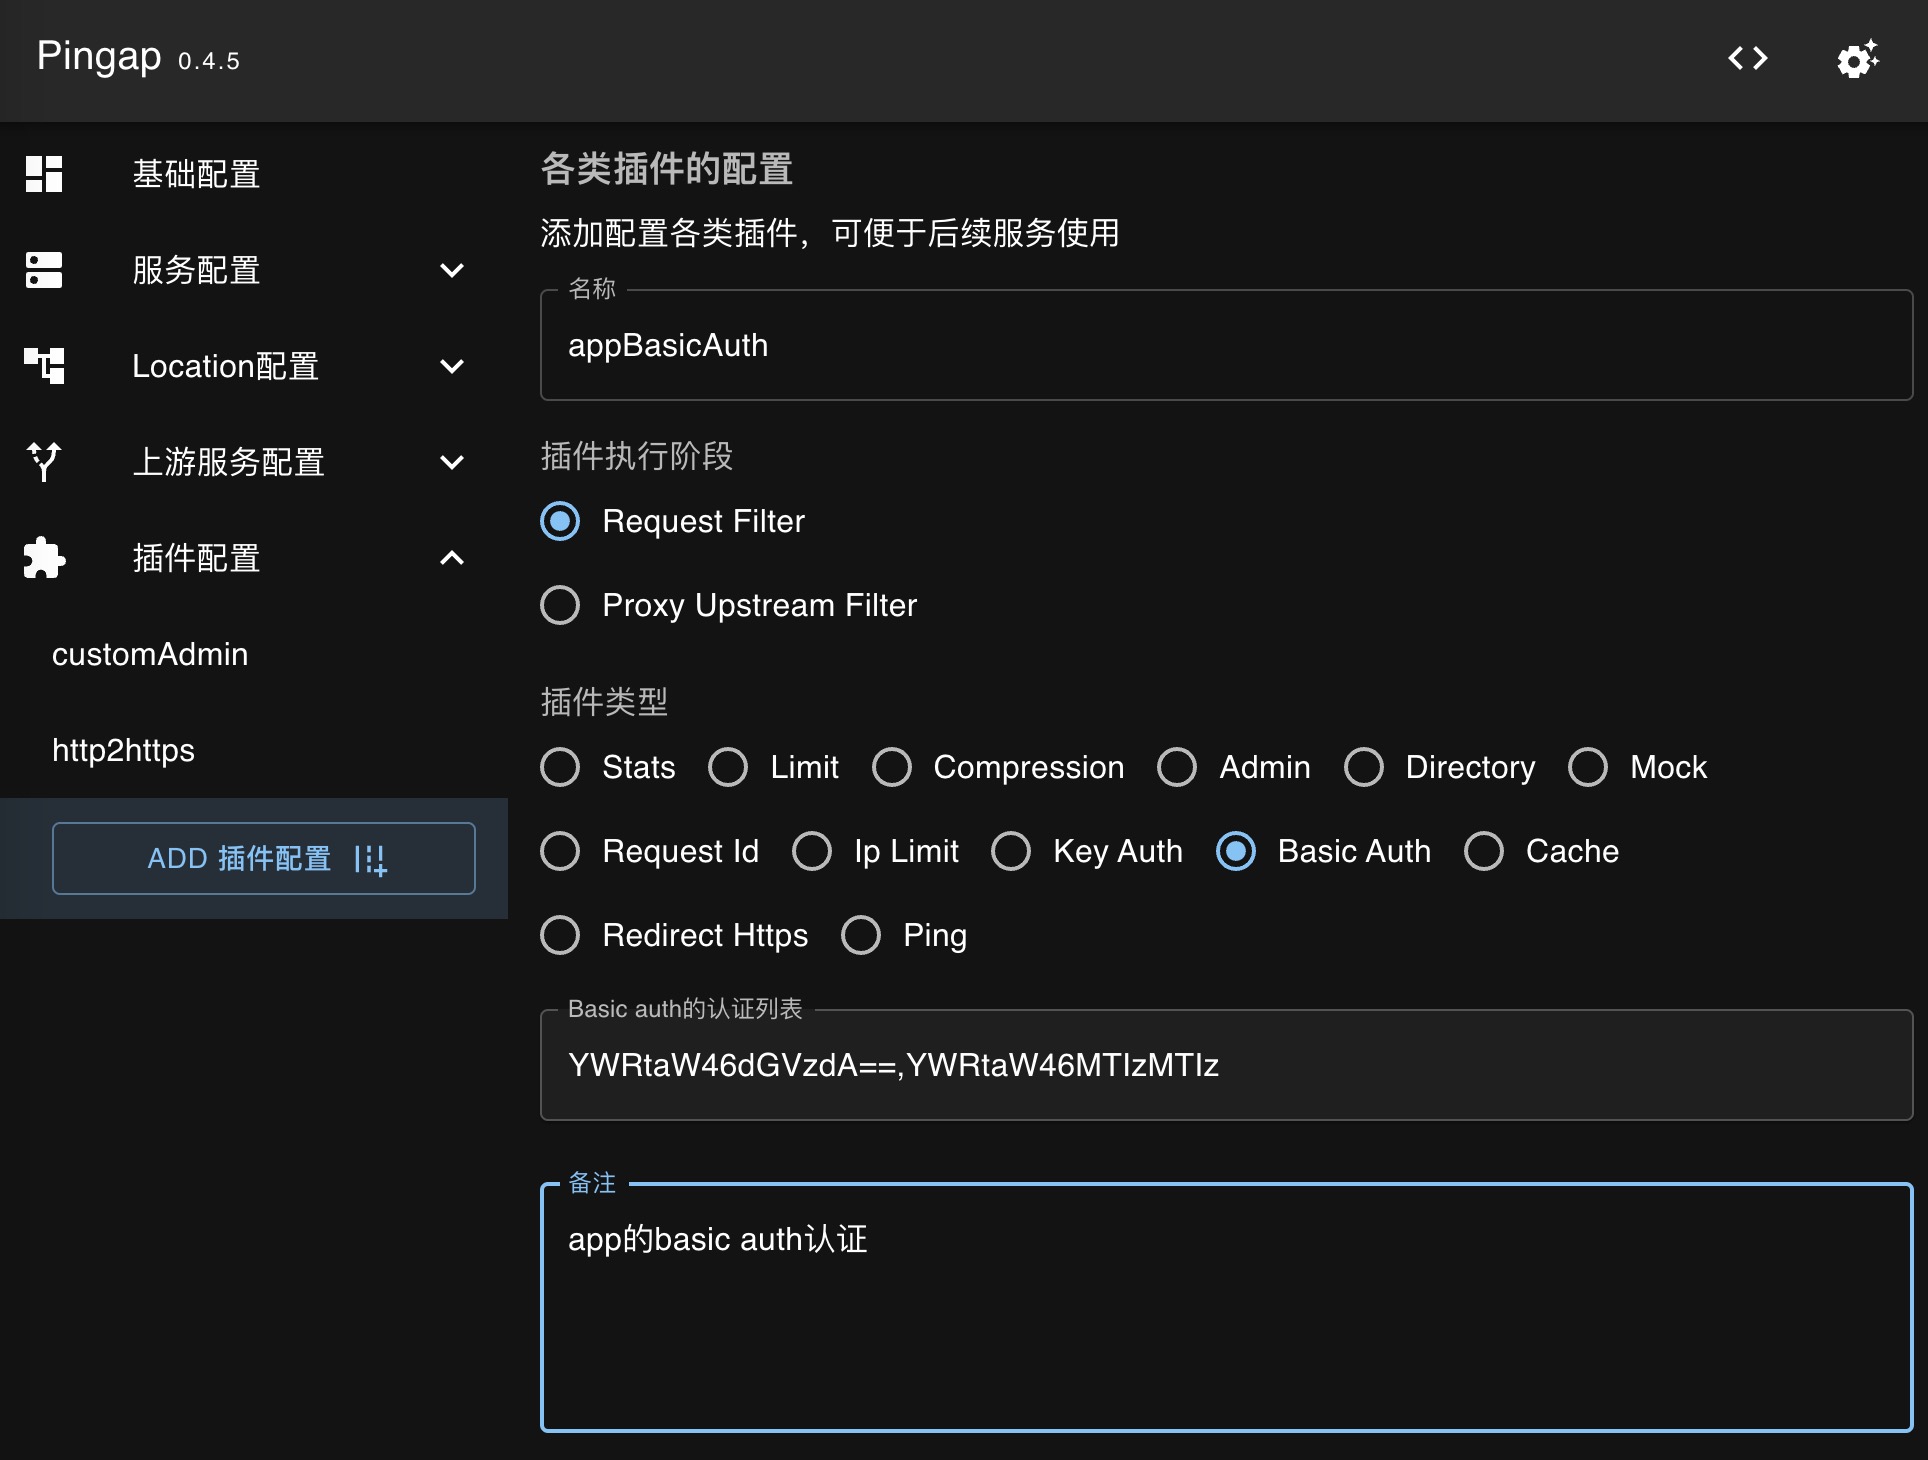 Pingap 0.4.5
基础配置
服务配置
Location配置
上游服务配置
插件配置
customAdmin
http2https
ADD 插件配置
各类插件的配置
添加配置各类插件，可便于后续服务使用
名称
appBasicAuth
插件执行阶段
Request Filter
Proxy Upstream Filter
插件类型
Stats Limit Compression Admin Directory Mock
Request Id Ip Limit Key Auth Basic Auth Cache
Redirect Https Ping
Basic auth的认证列表
YWRtaW46dGVzdA==,YWRtaW46MTIzMTIz
备注
app的basic auth认证